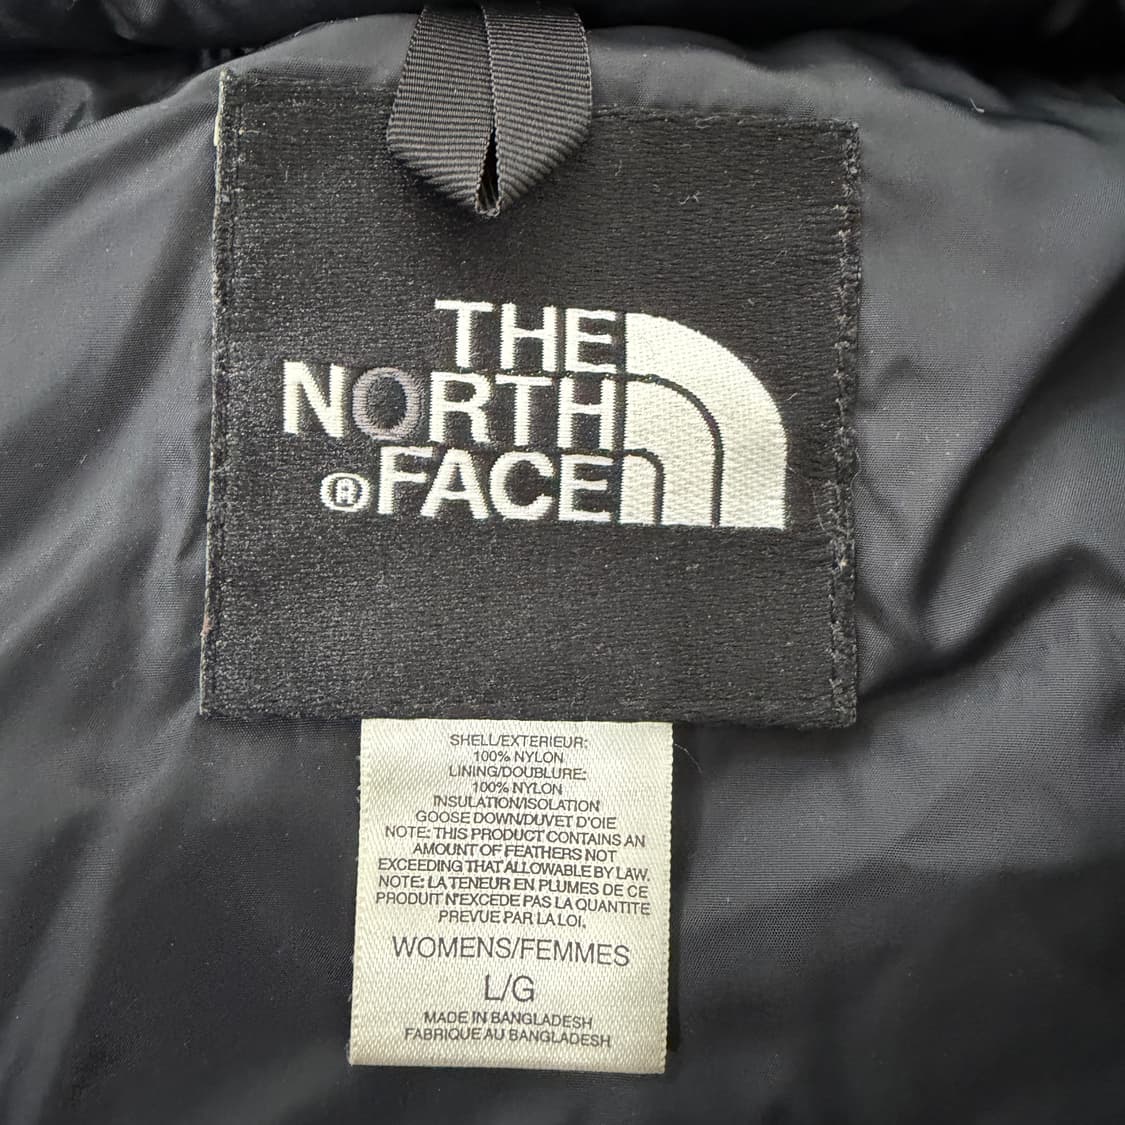 THE
NORTH
®FACE
SHELL/EXTERIEUR:
100% NYLON
LINING/DOUBLURE:
100% NYLON
INSULATION/ISOLATION
GOOSE DOWN/DUVET D'OIE
NOTE: THIS PRODUCT CONTAINS AN
AMOUNT OF FEATHERS NOT
EXCEEDING THAT ALLOWABLE BY LAW.
NOTE: LA TENEUR EN PLUMES DE CE
PRODUIT N'EXCEDE PAS LA QUANTITE
PREVUE PAR LA LOI.
WOMENS/FEMMES
L/G
MADE IN BANGLADESH
FABRIQUE AU BANGLADESH